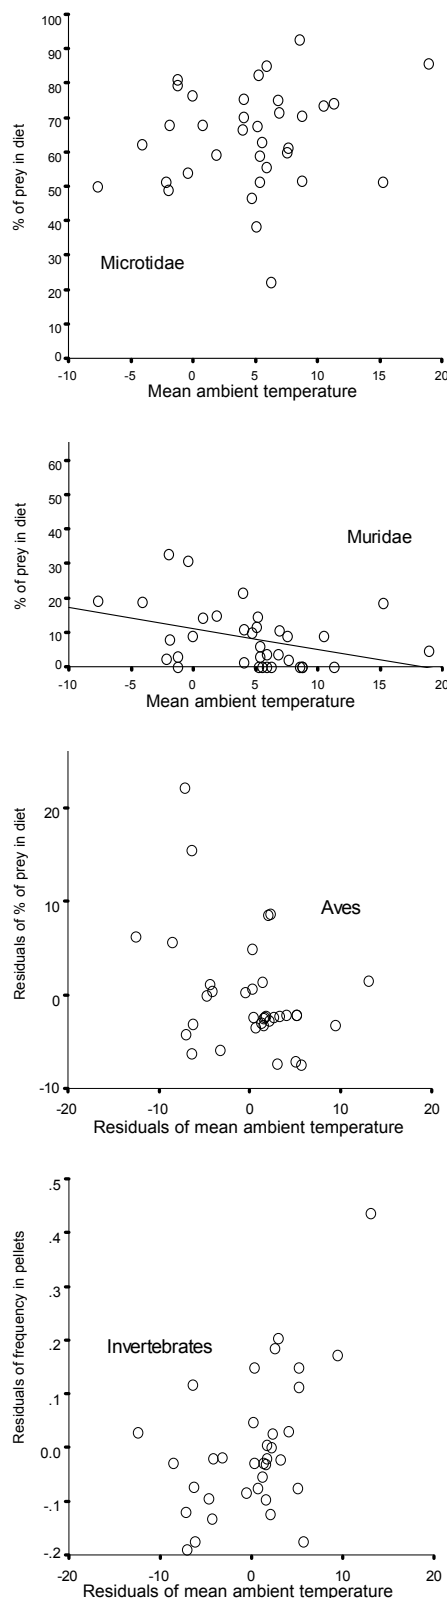 100
90
80
70
60
50
40
30
20
10
0
% of prey in diet
Microtidae
-10 -5 0 5 10 15 20
Mean ambient temperature
60
50
40
30
20
10
0
% of prey in diet
Muridae
-10 -5 0 5 10 15 20
Mean ambient temperature
20
10
0
-10
Residuals of % of prey in diet
Aves
-20 -10 0 10 20
Residuals of mean ambient temperature
.5
.4
.3
.2
.1
0.0
-.1
-.2
Residuals of frequency in pellets
Invertebrates
-20 -10 0 10 20
Residuals of mean ambient temperature